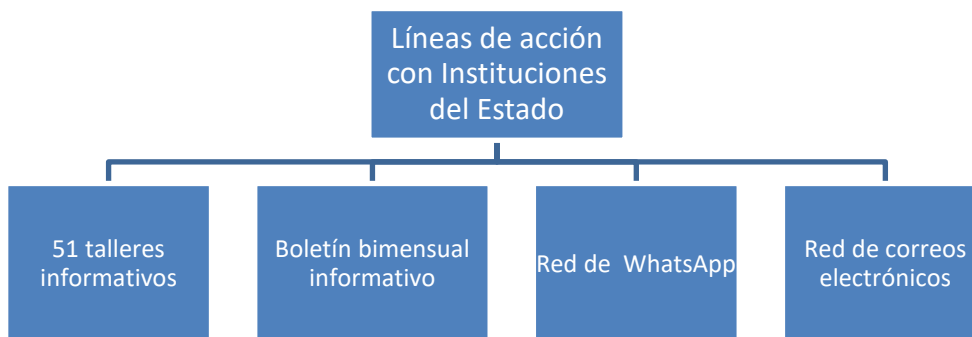 Líneas de acción
con Instituciones
del Estado
51 talleres
informativos
Boletín bimensual
informativo
Red de WhatsApp
Red de correos
electrónicos